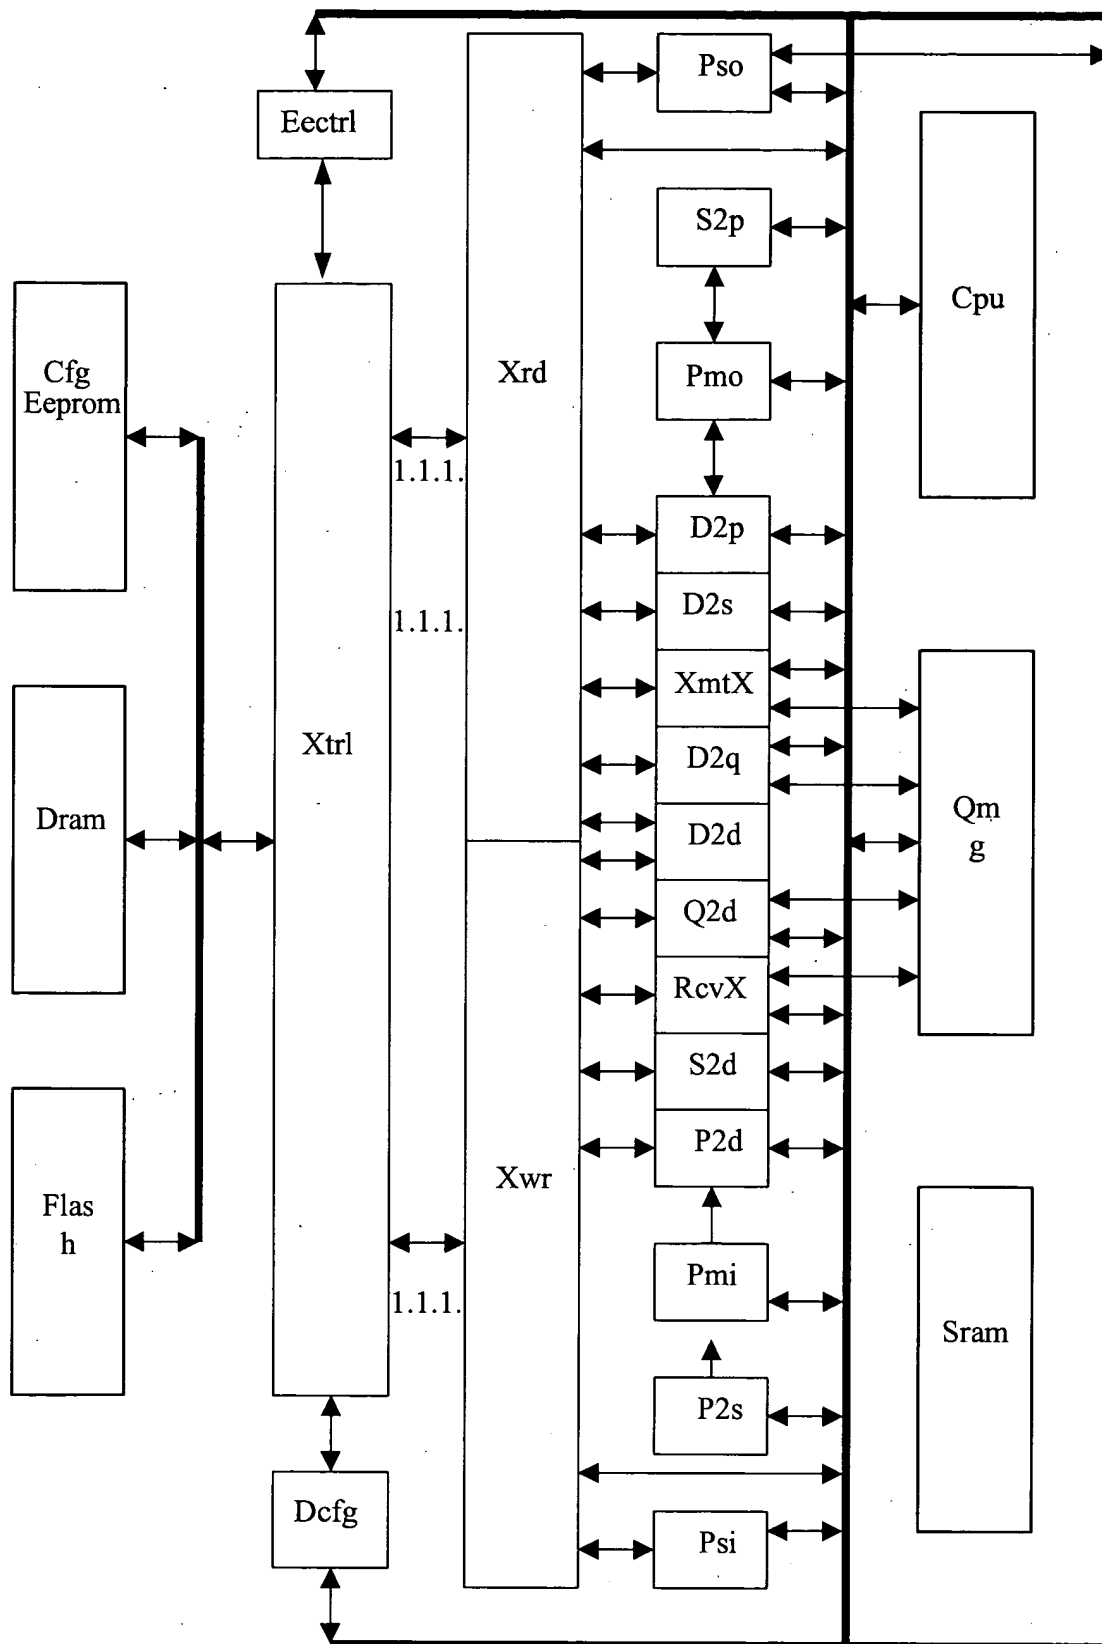 Pso
Eectrl
S2p
Cpu
Cfg
Eeprom
Xrd
Pmo
1.1.1.
D2p
D2s
1.1.1.
XmtX
Xtrl
D2q
Dram
D2d
Qm
g
Q2d
RcvX
S2d
P2d
Xwr
Flas
h
Pmi
1.1.1.
Sram
P2s
Dcfg
Psi